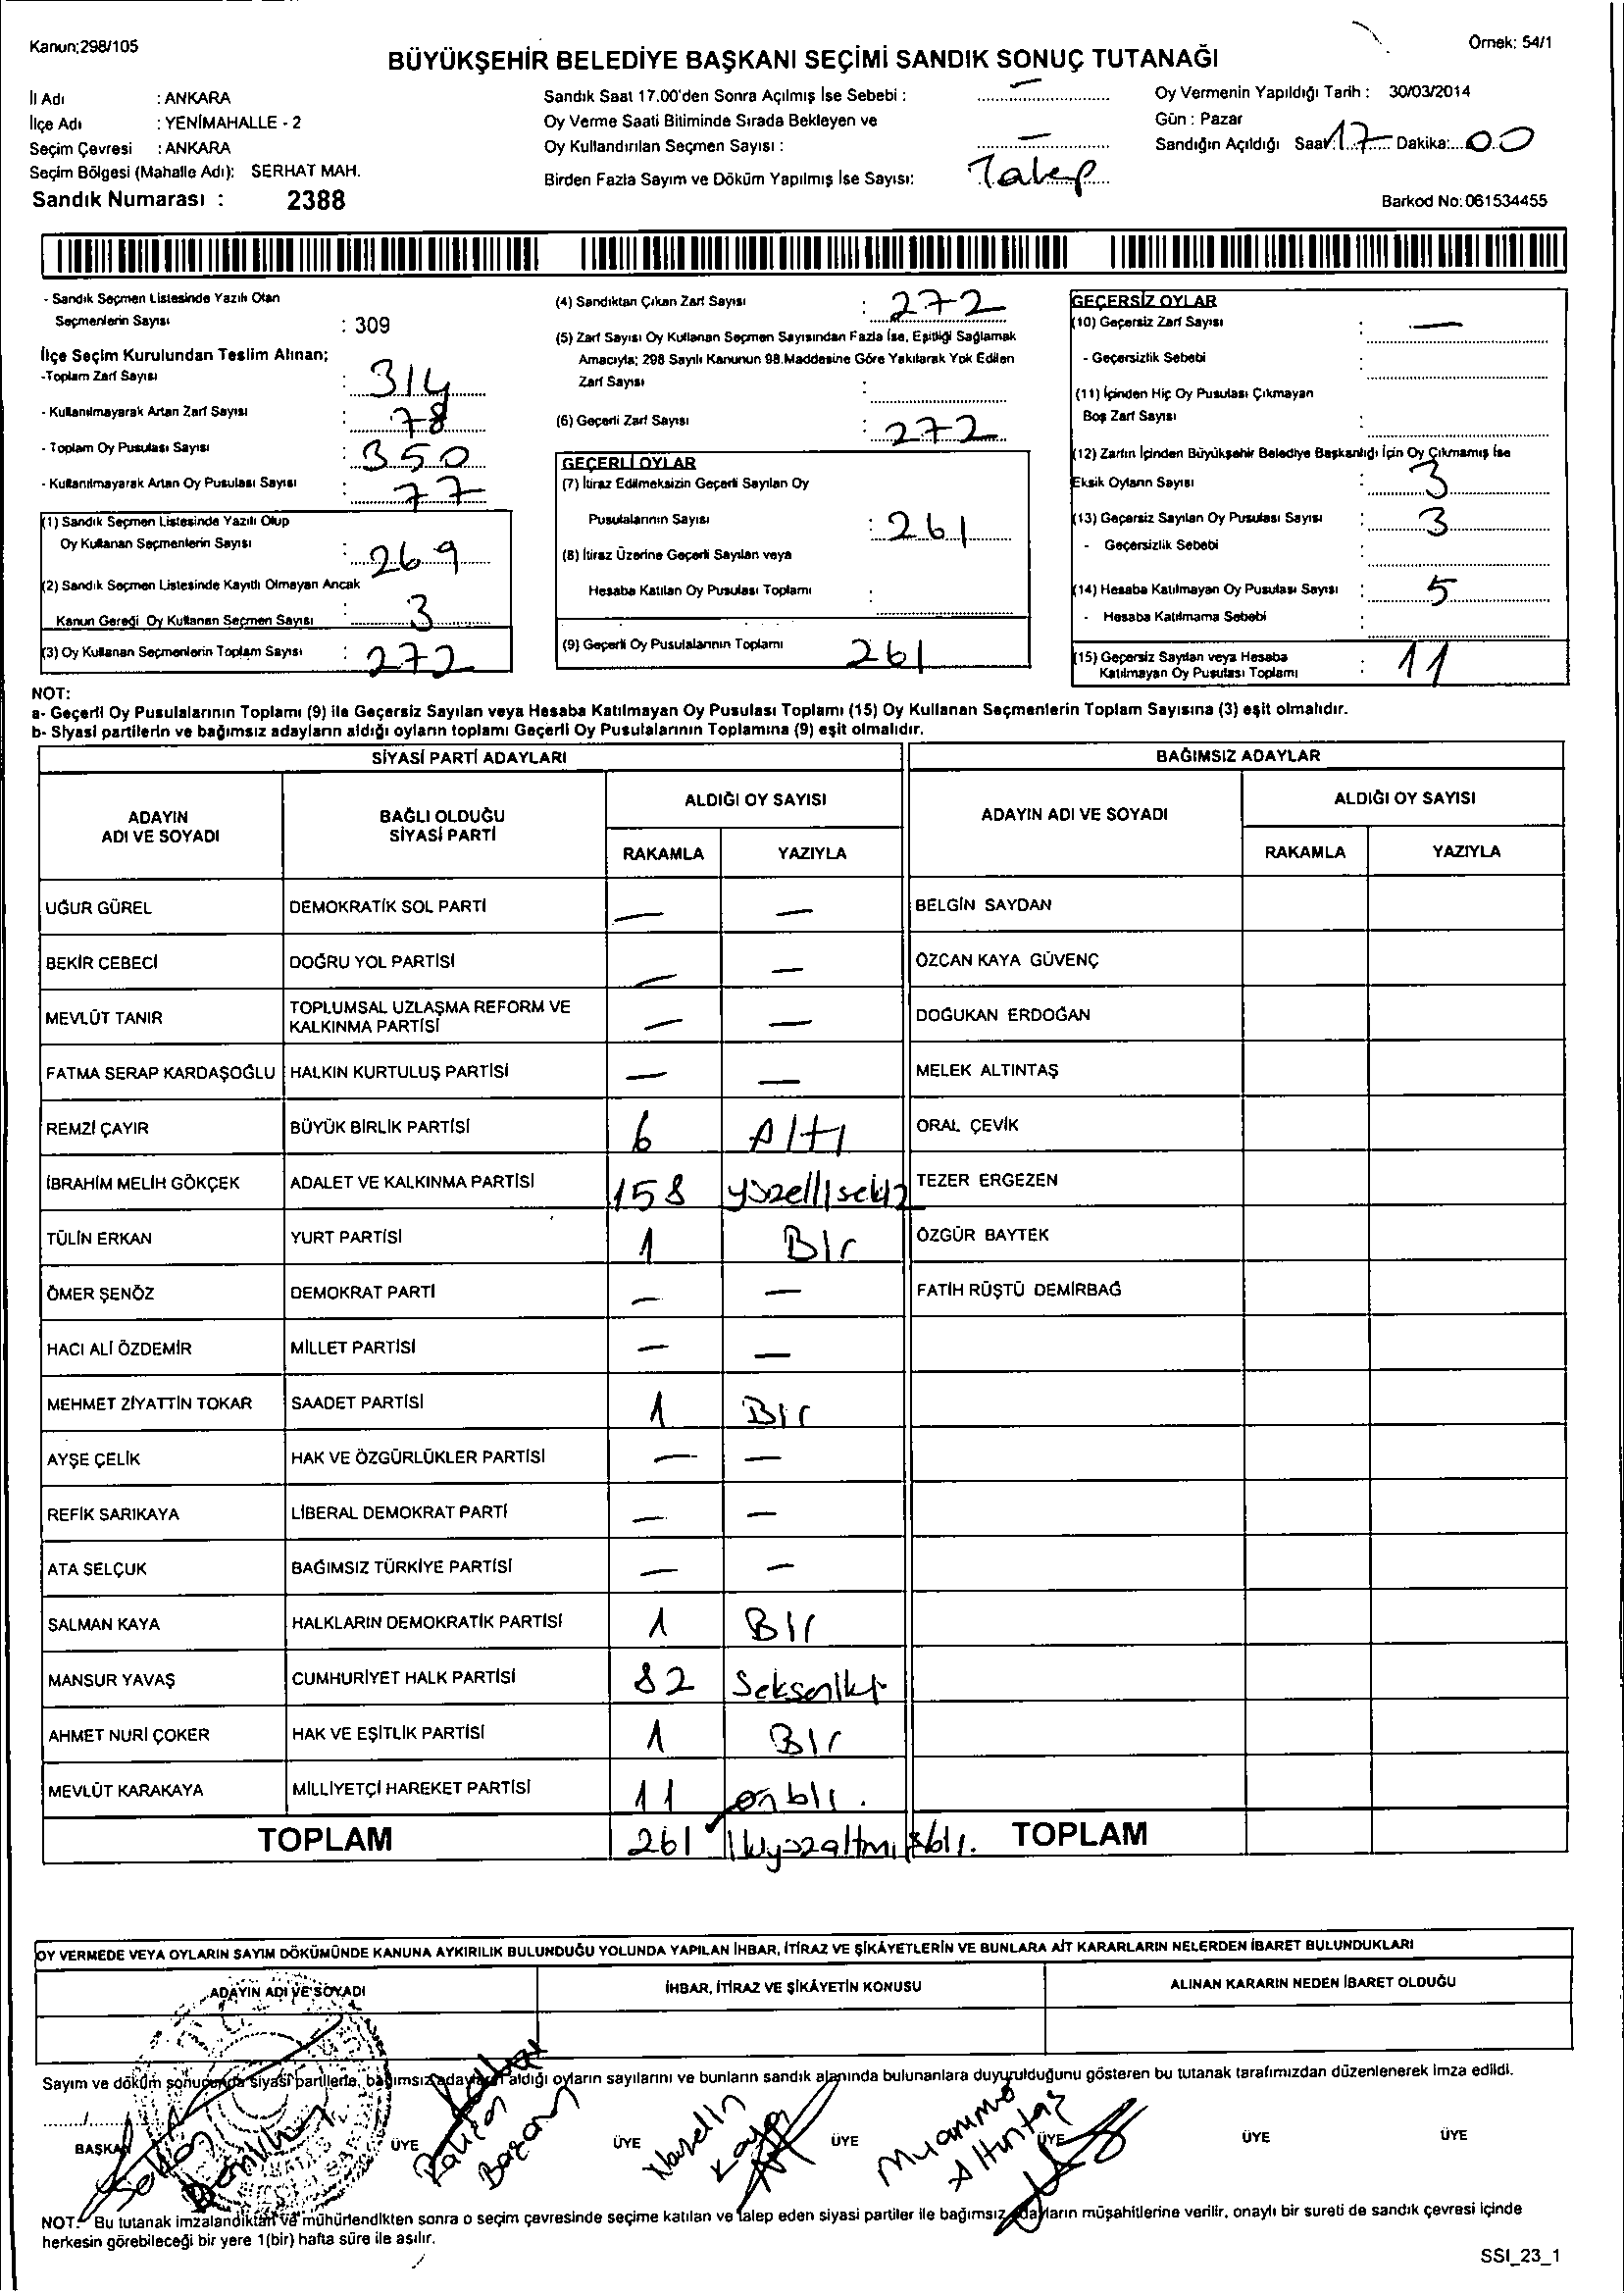 Kanun;298/105
Örnek: 54/1
BÜYÜKŞEHİR BELEDİYE BAŞKANI SEÇİMİ SANDIK SONUÇ TUTANAĞI
İl Adı : ANKARA
İlçe Adı : YENİMAHALLE - 2
Seçim Çevresi : ANKARA
Seçim Bölgesi (Mahalle Adı): SERHAT MAH.
Sandık Numarası : 2388
Sandık Saat 17.00'den Sonra Açılmış İse Sebebi : —
Oy Verme Saati Bitiminde Sırada Bekleyen ve
Oy Kullandırılan Seçmen Sayısı : —
Birden Fazla Sayım ve Döküm Yapılmış İse Sayısı: Talep
Oy Vermenin Yapıldığı Tarih : 30/03/2014
Gün : Pazar
Sandığın Açıldığı Saat: 17 Dakika: 00
Barkod No: 061534455
- Sandık Seçmen Listesinde Yazılı Olan
Seçmenlerin Sayısı : 309
İlçe Seçim Kurulundan Teslim Alınan;
-Toplam Zarf Sayısı : 314
- Kullanılmayarak Artan Zarf Sayısı : 78
- Toplam Oy Pusulası Sayısı : 350
- Kullanılmayarak Artan Oy Pusulası Sayısı : 77
(1) Sandık Seçmen Listesinde Yazılı Olup
Oy Kullanan Seçmenlerin Sayısı : 269
(2) Sandık Seçmen Listesinde Kayıtlı Olmayan Ancak
Kanun Gereği Oy Kullanan Seçmen Sayısı : 3
(3) Oy Kullanan Seçmenlerin Toplam Sayısı : 272
(4) Sandıktan Çıkan Zarf Sayısı : 272
(5) Zarf Sayısı Oy Kullanan Seçmen Sayısından Fazla İse, Eşitliği Sağlamak
Amacıyla; 298 Sayılı Kanunun 98.Maddesine Göre Yakılarak Yok Edilen
Zarf Sayısı :
(6) Geçerli Zarf Sayısı : 272
GEÇERLİ OYLAR
(7) İtiraz Edilmeksizin Geçerli Sayılan Oy
Pusulalarının Sayısı : 261
(8) İtiraz Üzerine Geçerli Sayılan veya
Hesaba Katılan Oy Pusulası Toplamı :
(9) Geçerli Oy Pusulalarının Toplamı 261
GEÇERSİZ OYLAR
(10) Geçersiz Zarf Sayısı : —
- Geçersizlik Sebebi :
(11) İçinden Hiç Oy Pusulası Çıkmayan
Boş Zarf Sayısı :
(12) Zarfın İçinden Büyükşehir Belediye Başkanlığı İçin Oy Çıkmamış İse
Eksik Oyların Sayısı : 3
(13) Geçersiz Sayılan Oy Pusulası Sayısı : 3
- Geçersizlik Sebebi :
(14) Hesaba Katılmayan Oy Pusulası Sayısı : 5
- Hesaba Katılmama Sebebi :
(15) Geçersiz Sayılan veya Hesaba
Katılmayan Oy Pusulası Toplamı : 11
NOT:
a- Geçerli Oy Pusulalarının Toplamı (9) ile Geçersiz Sayılan veya Hesaba Katılmayan Oy Pusulası Toplamı (15) Oy Kullanan Seçmenlerin Toplam Sayısına (3) eşit olmalıdır.
b- Siyasi partilerin ve bağımsız adayların aldığı oyların toplamı Geçerli Oy Pusulalarının Toplamına (9) eşit olmalıdır.
SİYASİ PARTİ ADAYLARI
ADAYIN
ADI VE SOYADI
BAĞLI OLDUĞU
SİYASİ PARTİ
ALDIĞI OY SAYISI
RAKAMLA YAZIYLA
UĞUR GÜREL DEMOKRATİK SOL PARTİ — —
BEKİR CEBECİ DOĞRU YOL PARTİSİ — —
MEVLÜT TANIR TOPLUMSAL UZLAŞMA REFORM VE
KALKINMA PARTİSİ — —
FATMA SERAP KARDAŞOĞLU HALKIN KURTULUŞ PARTİSİ — —
REMZİ ÇAYIR BÜYÜK BİRLİK PARTİSİ 6 Altı
İBRAHİM MELİH GÖKÇEK ADALET VE KALKINMA PARTİSİ 158 yüzellisekiz
TÜLİN ERKAN YURT PARTİSİ 1 Bir
ÖMER ŞENÖZ DEMOKRAT PARTİ — —
HACI ALİ ÖZDEMİR MİLLET PARTİSİ — —
MEHMET ZİYATTİN TOKAR SAADET PARTİSİ 1 Bir
AYŞE ÇELİK HAK VE ÖZGÜRLÜKLER PARTİSİ — —
REFİK SARIKAYA LİBERAL DEMOKRAT PARTİ — —
ATA SELÇUK BAĞIMSIZ TÜRKİYE PARTİSİ — —
SALMAN KAYA HALKLARIN DEMOKRATİK PARTİSİ 1 Bir
MANSUR YAVAŞ CUMHURİYET HALK PARTİSİ 82 Sekseniki
AHMET NURİ ÇOKER HAK VE EŞİTLİK PARTİSİ 1 Bir
MEVLÜT KARAKAYA MİLLİYETÇİ HAREKET PARTİSİ 11 onbir.
TOPLAM 261 İkiyüzaltmışbir.
BAĞIMSIZ ADAYLAR
ADAYIN ADI VE SOYADI
ALDIĞI OY SAYISI
RAKAMLA YAZIYLA
BELGİN SAYDAN
ÖZCAN KAYA GÜVENÇ
DOĞUKAN ERDOĞAN
MELEK ALTINTAŞ
ORAL ÇEVİK
TEZER ERGEZEN
ÖZGÜR BAYTEK
FATİH RÜŞTÜ DEMİRBAĞ
TOPLAM
OY VERMEDE VEYA OYLARIN SAYIM DÖKÜMÜNDE KANUNA AYKIRILIK BULUNDUĞU YOLUNDA YAPILAN İHBAR, İTİRAZ VE ŞİKÂYETLERİN VE BUNLARA AİT KARARLARIN NELERDEN İBARET BULUNDUKLARI
ADAYIN ADI VE SOYADI
İHBAR, İTİRAZ VE ŞİKÂYETİN KONUSU
ALINAN KARARIN NEDEN İBARET OLDUĞU
Sayım ve döküm sonucunda siyasi partilerle, bağımsız adayların aldığı oyların sayılarını ve bunların sandık alanında bulunanlara duyurulduğunu gösteren bu tutanak tarafımızdan düzenlenerek imza edildi.
BAŞKAN ÜYE ÜYE ÜYE ÜYE ÜYE ÜYE
Muammer
Altıntaş
NOT: Bu tutanak imzalandıktan ve mühürlendikten sonra o seçim çevresinde seçime katılan ve talep eden siyasi partiler ile bağımsız adayların müşahitlerine verilir, onaylı bir sureti de sandık çevresi içinde
herkesin görebileceği bir yere 1(bir) hafta süre ile asılır.
SSI_23_1